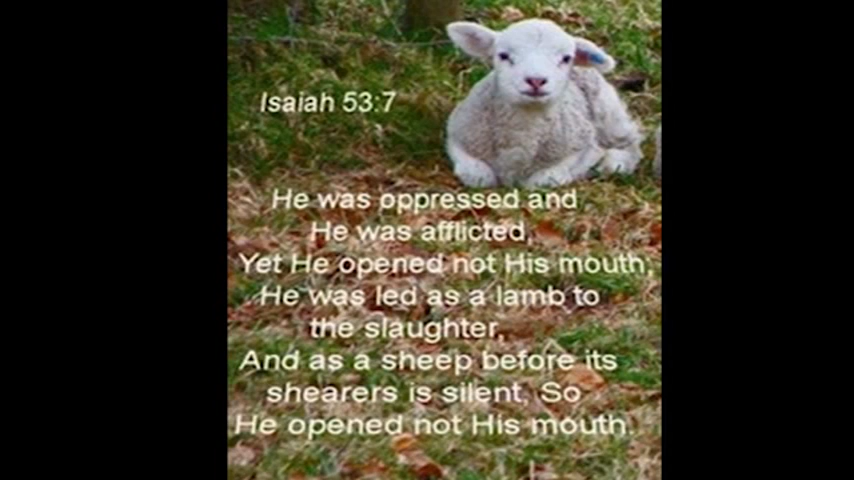 Isaiah 53:7
He was oppressed and
He was afflicted,
Yet He opened not His mouth;
He was led as a lamb to
the slaughter,
And as a sheep before its
shearers is silent, So
He opened not His mouth.